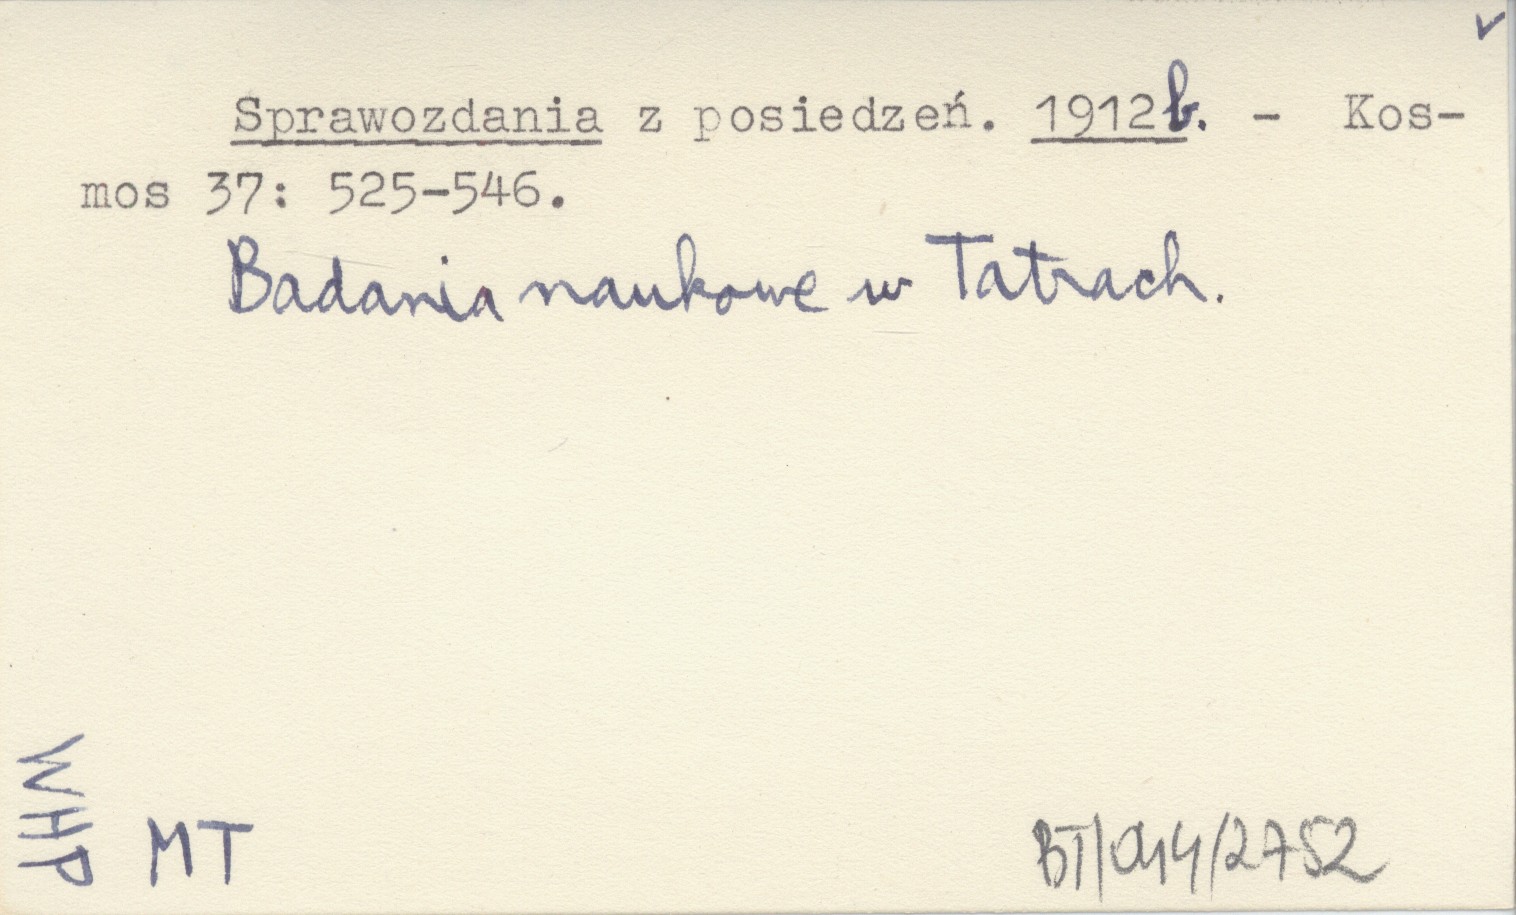 Sprawozdania z posiedzeń. 1912b. - Kos-
mos 37: 525-546.
Badania naukowe w Tatrach.
WHP
MT
BT/014/2752